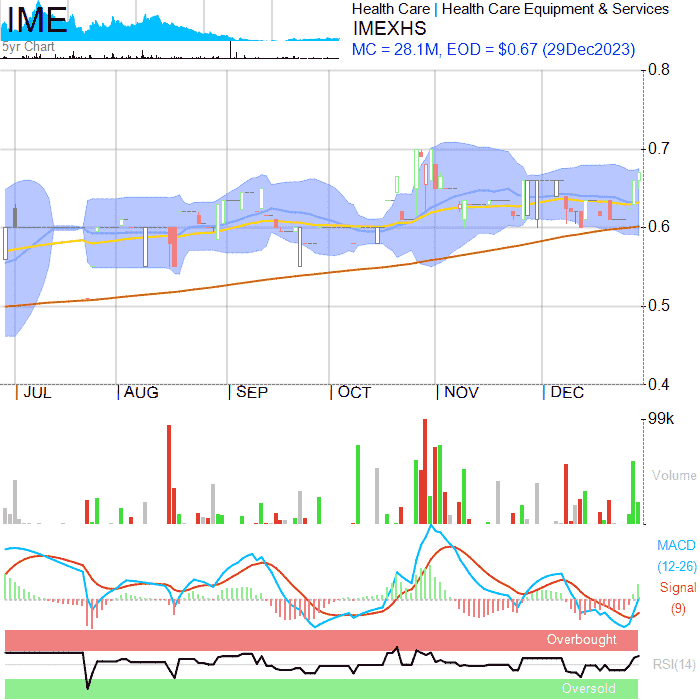 IME
5yr Chart
Health Care | Health Care Equipment & Services
IMEXHS
MC = 28.1M, EOD = $0.67 (29Dec2023)
0.8
0.7
0.6
0.5
0.4
JUL AUG SEP OCT NOV DEC
99k
Volume
MACD
(12-26)
Signal
(9)
Overbought
RSI(14)
Oversold